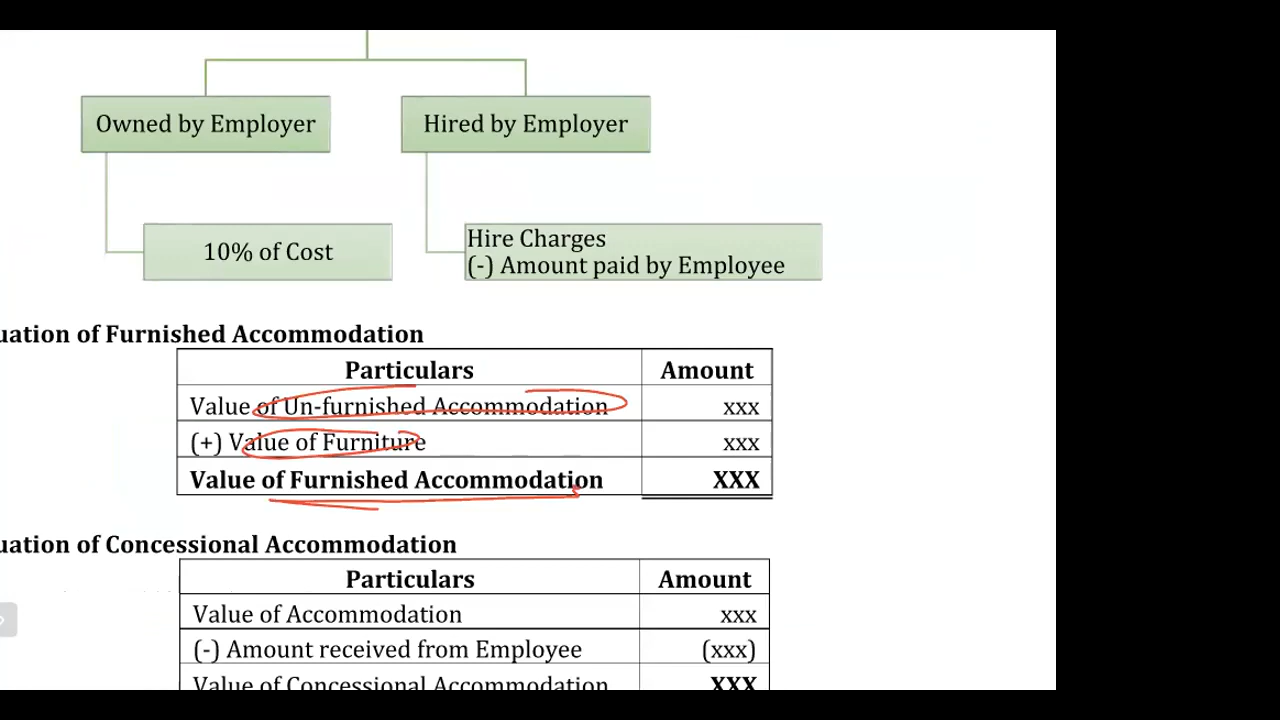 Owned by Employer
Hired by Employer
10% of Cost
Hire Charges
(-) Amount paid by Employee
of Furnished Accommodation
Particulars Amount
Value of Un-furnished Accommodation xxx
(+) Value of Furniture xxx
Value of Furnished Accommodation XXX
of Concessional Accommodation
Particulars Amount
Value of Accommodation xxx
(-) Amount received from Employee (xxx)
Value of Concessional Accommodation XXX